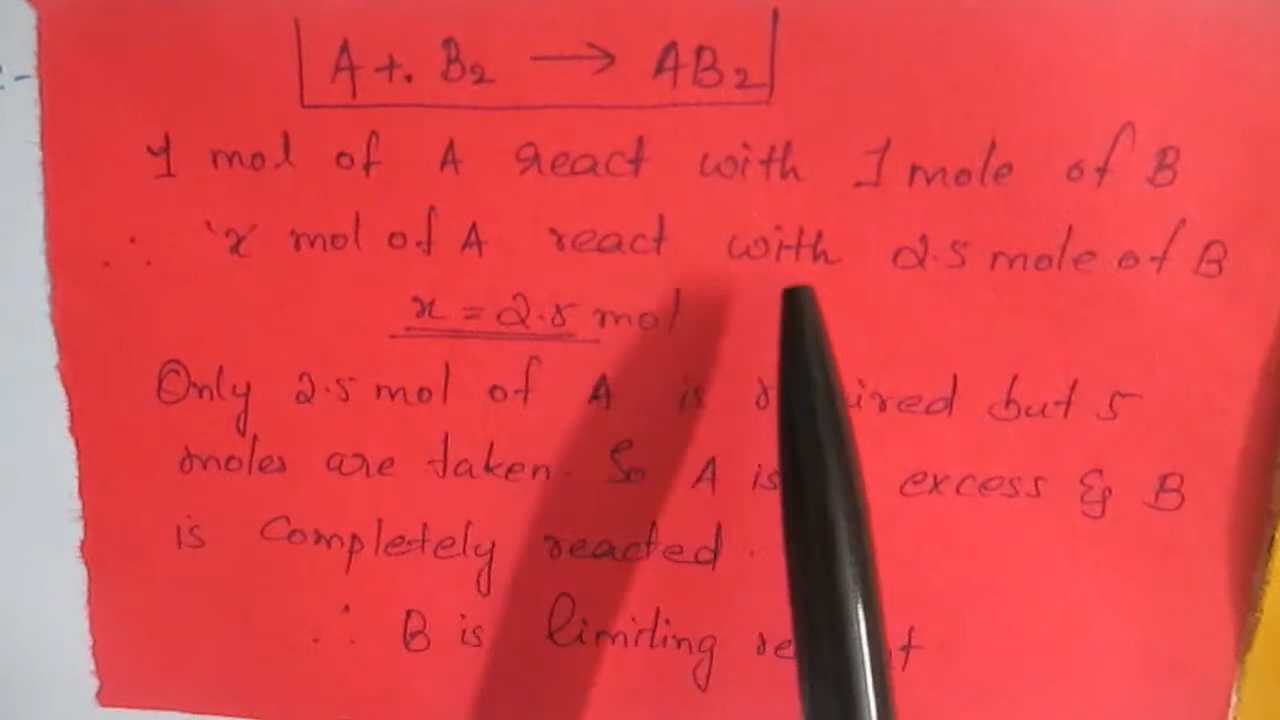 A + B₂ → AB₂
1 mol of A react with 1 mole of B
∴ x mol of A react with 2.5 mole of B
x = 2.5 mol
Only 2.5 mol of A is but 5
moles are taken. So A is excess & B
is completely reacted.
∴ B is limiting